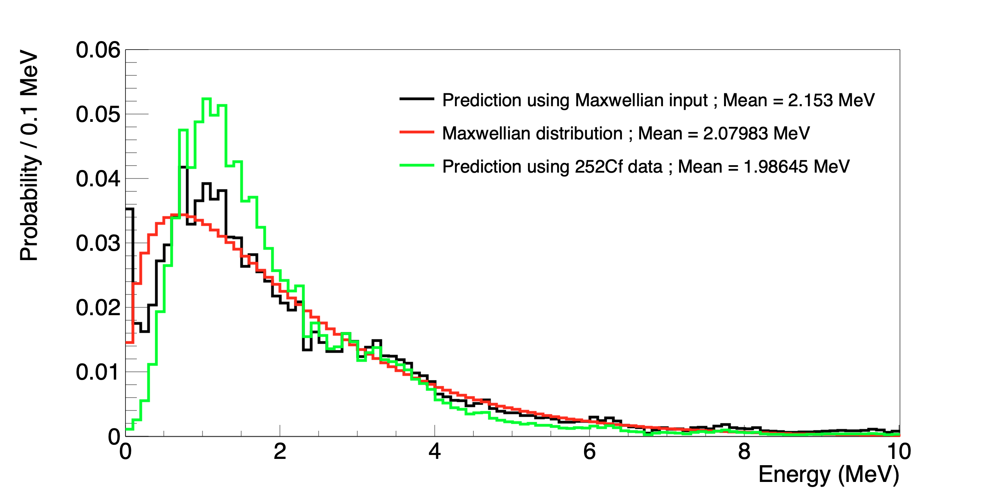 Probability / 0.1 MeV
0.06
0.05
0.04
0.03
0.02
0.01
0
Prediction using Maxwellian input ; Mean = 2.153 MeV
Maxwellian distribution ; Mean = 2.07983 MeV
Prediction using 252Cf data ; Mean = 1.98645 MeV
0 2 4 6 8 10
Energy (MeV)